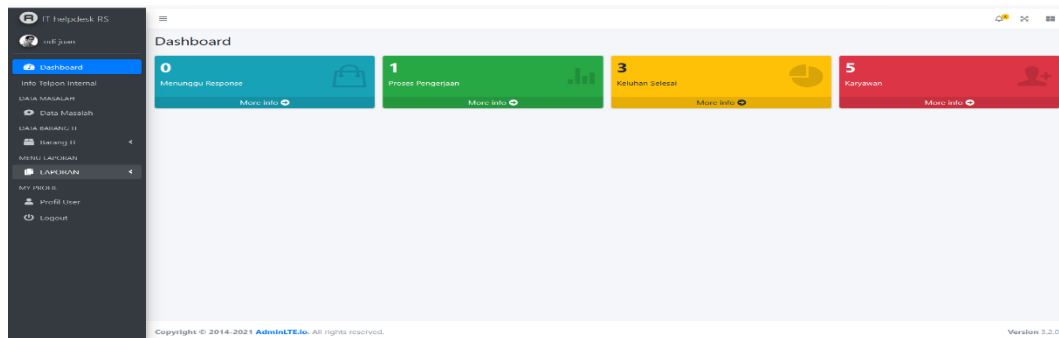 IT helpdesk RS
Dashboard
Info Telpon Internal
DATA MASALAH
Data Masalah
DATA BARANG IT
Barang IT
MENU LAPORAN
LAPORAN
MY PROFIL
Profil User
Logout
Dashboard
0
Menunggu Response
More info
1
Proses Pengerjaan
More info
3
Keluhan Selesai
More info
5
Karyawan
More info
Copyright © 2014-2021 AdminLTE.io. All rights reserved.
Version 3.2.0